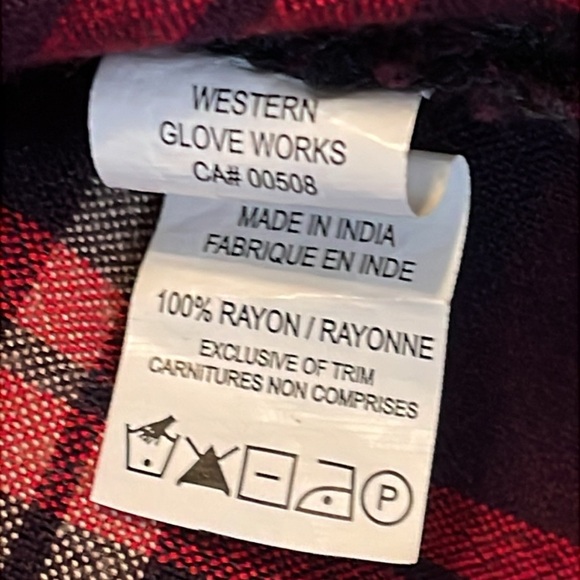 WESTERN
GLOVE WORKS
CA# 00508
MADE IN INDIA
FABRIQUE EN INDE
100% RAYON / RAYONNE
EXCLUSIVE OF TRIM
CARNITURES NON COMPRISES
P